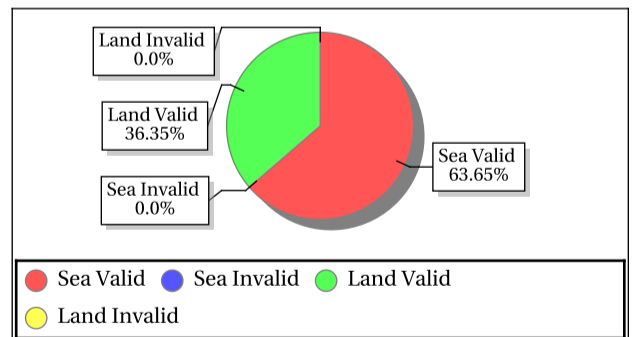 Land Invalid
0.0%
Land Valid
36.35%
Sea Valid
63.65%
Sea Invalid
0.0%
Sea Valid Sea Invalid Land Valid
Land Invalid